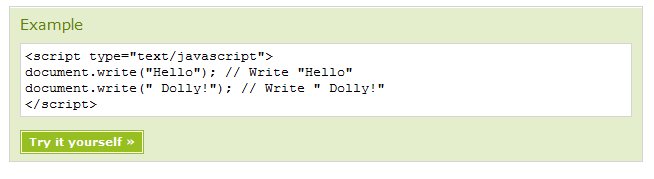 Example
<script type="text/javascript">
document.write("Hello"); // Write "Hello"
document.write(" Dolly!"); // Write " Dolly!"
</script>
Try it yourself »